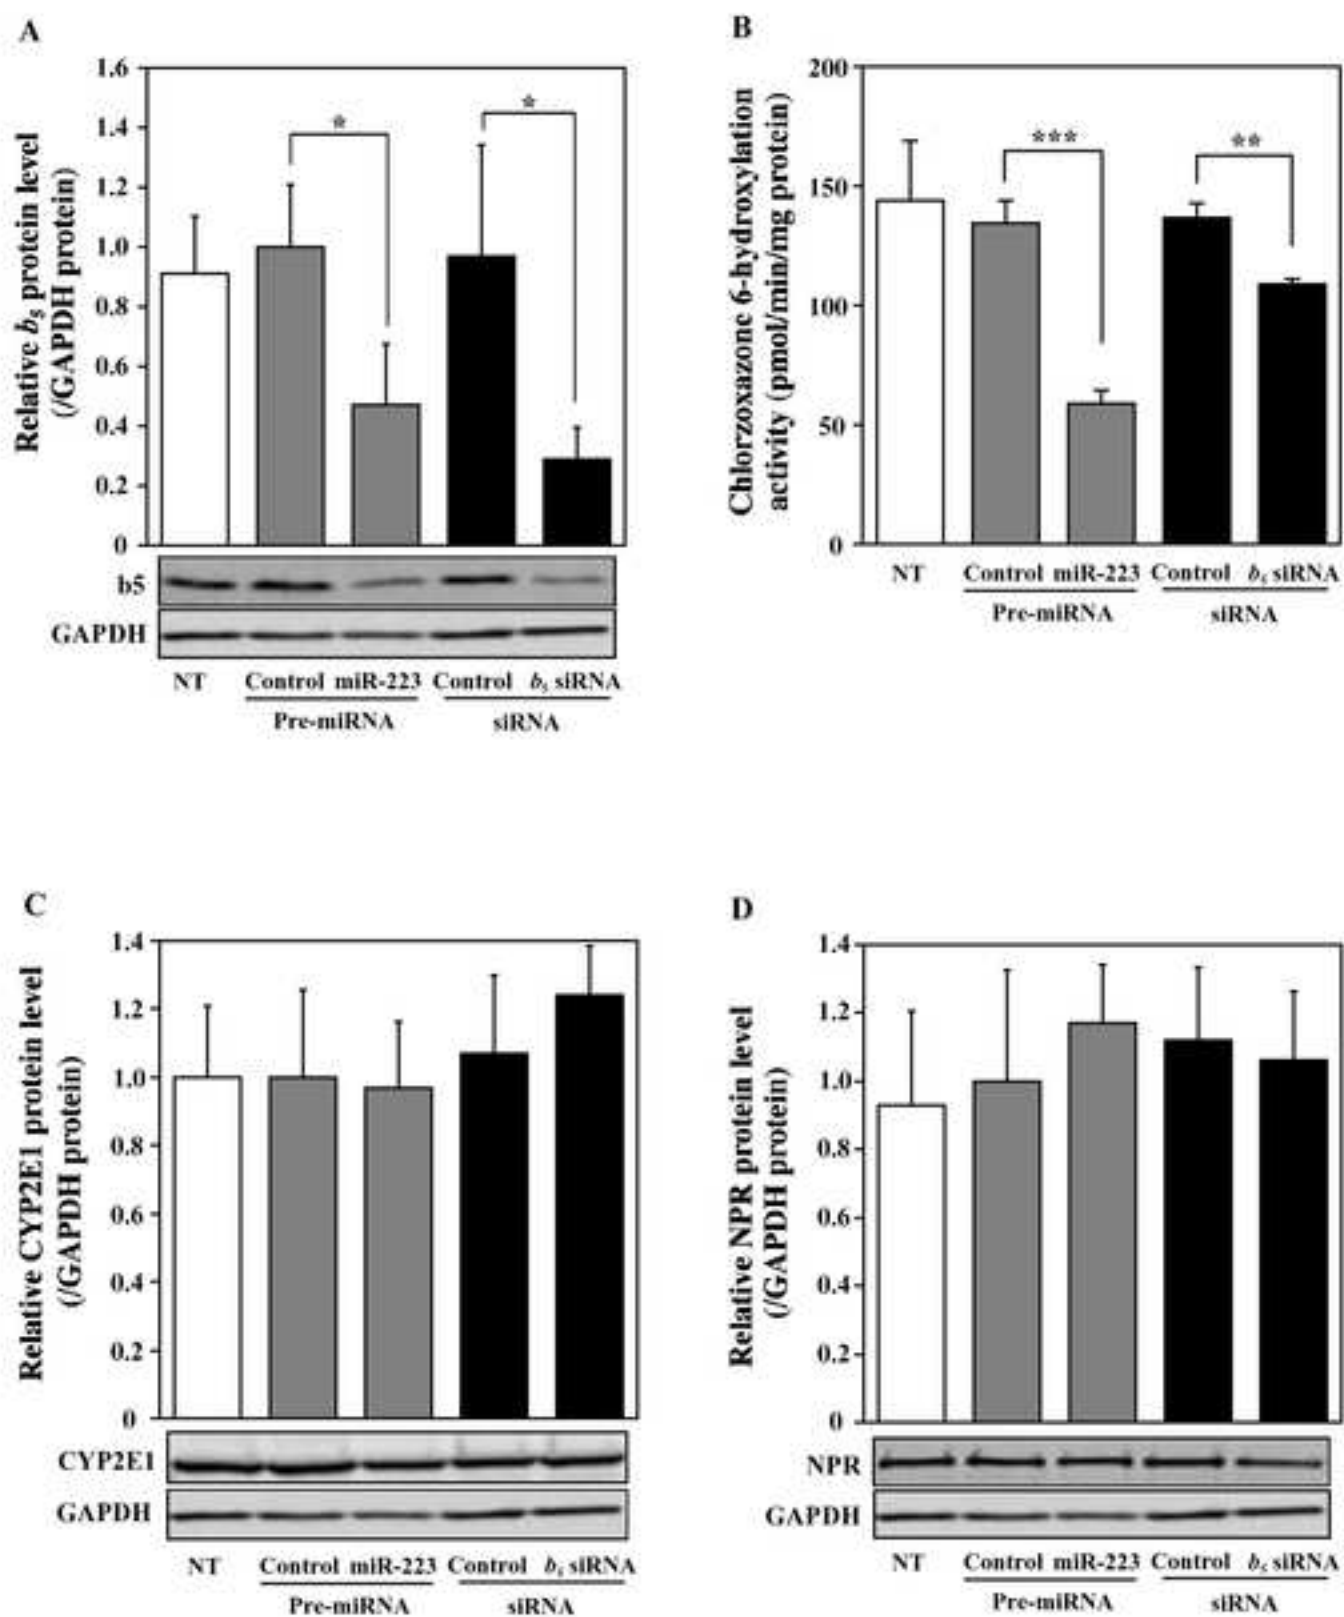 A
Relative b5 protein level
(/GAPDH protein)
1.6
1.4
1.2
1.0
0.8
0.6
0.4
0.2
0
*
*
b5
GAPDH
NT
Control miR-223
Control b5 siRNA
Pre-miRNA
siRNA
B
Chlorzoxazone 6-hydroxylation
activity (pmol/min/mg protein)
200
150
100
50
0
***
**
NT
Control miR-223
Control b5 siRNA
Pre-miRNA
siRNA
C
Relative CYP2E1 protein level
(/GAPDH protein)
1.4
1.2
1.0
0.8
0.6
0.4
0.2
0
CYP2E1
GAPDH
NT
Control miR-223
Control b5 siRNA
Pre-miRNA
siRNA
D
Relative NPR protein level
(/GAPDH protein)
1.4
1.2
1.0
0.8
0.6
0.4
0.2
0
NPR
GAPDH
NT
Control miR-223
Control b5 siRNA
Pre-miRNA
siRNA